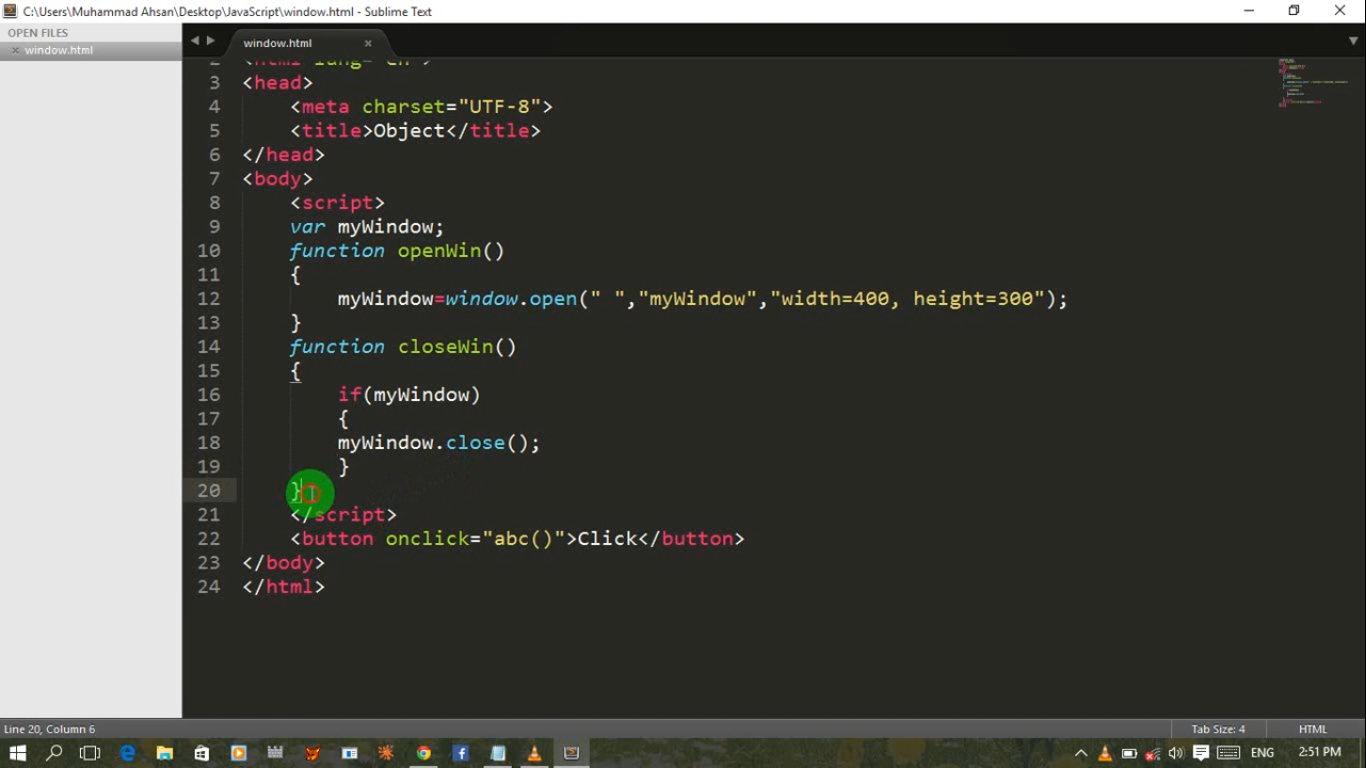 C:\Users\Muhammad Ahsan\Desktop\JavaScript\window.html - Sublime Text
OPEN FILES
× window.html
window.html ×
2 <html lang="en">
3 <head>
4 <meta charset="UTF-8">
5 <title>Object</title>
6 </head>
7 <body>
8 <script>
9 var myWindow;
10 function openWin()
11 {
12 myWindow=window.open(" ","myWindow","width=400, height=300");
13 }
14 function closeWin()
15 {
16 if(myWindow)
17 {
18 myWindow.close();
19 }
20 }
21 </script>
22 <button onclick="abc()">Click</button>
23 </body>
24 </html>
Line 20, Column 6
Tab Size: 4
HTML
ENG
2:51 PM